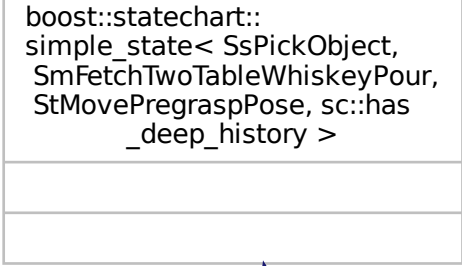 boost::statechart::
simple_state< SsPickObject,
SmFetchTwoTableWhiskeyPour,
StMovePregraspPose, sc::has
_deep_history >